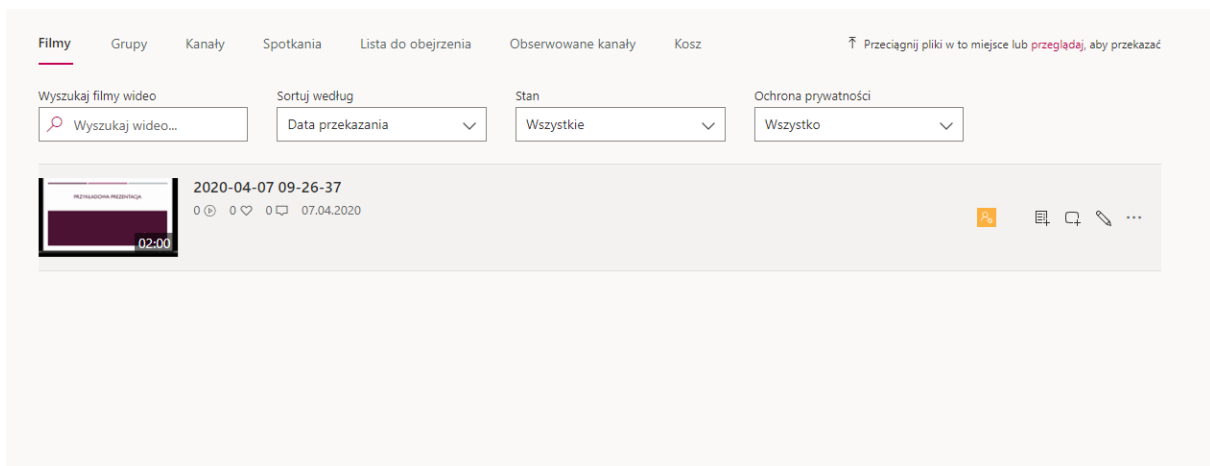 Filmy Grupy Kanały Spotkania Lista do obejrzenia Obserwowane kanały Kosz Przeciągnij pliki w to miejsce lub przeglądaj, aby przekazać
Wyszukaj filmy wideo Sortuj według Stan Ochrona prywatności
Wyszukaj wideo... Data przekazania Wszystkie Wszystko
PRZYKŁADOWA PREZENTACJA
02:00
2020-04-07 09-26-37
0 0 0 07.04.2020